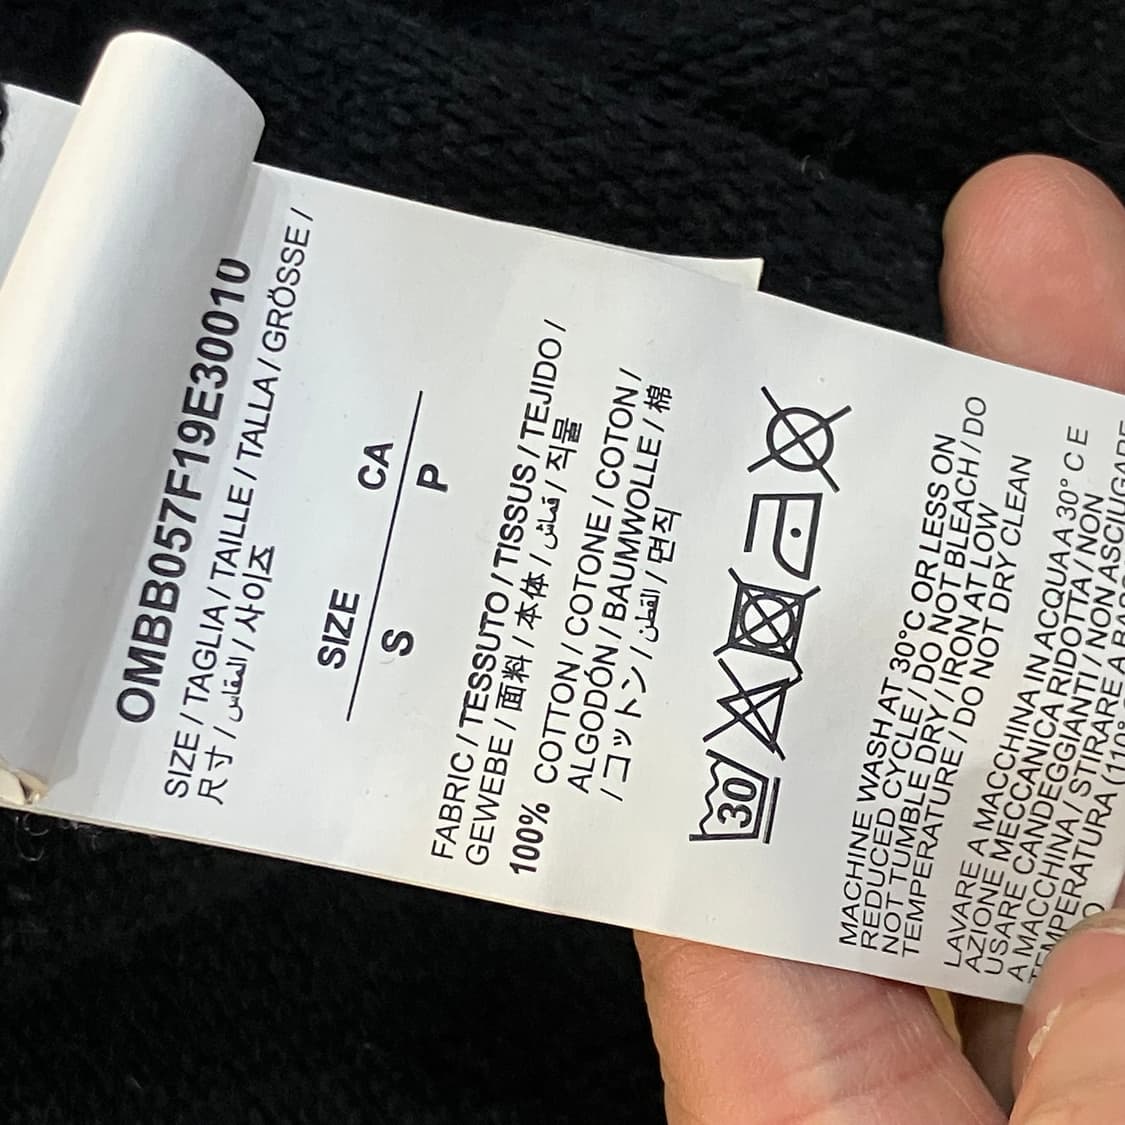 OMBB057F19E30010
SIZE / TAGLIA / TAILLE / TALLA / GRÖSSE /
尺寸 / المقاس / 사이즈
SIZE CA
S P
FABRIC / TESSUTO / TISSUS / TEJIDO /
GEWEBE / 面料 / 本体 / قماش / 직물
100% COTTON / COTONE / COTON /
ALGODÓN / BAUMWOLLE / 棉
/ コットン / القطن / 면직
30
MACHINE WASH AT 30°C OR LESS ON
REDUCED CYCLE / DO NOT BLEACH / DO
NOT TUMBLE DRY / IRON AT LOW
TEMPERATURE / DO NOT DRY CLEAN
LAVARE A MACCHINA IN ACQUA A 30° C E
AZIONE MECCANICA RIDOTTA / NON
USARE CANDEGGIANTI / NON ASCIUGARE
A MACCHINA / STIRARE A
TEMPERATURA (110°